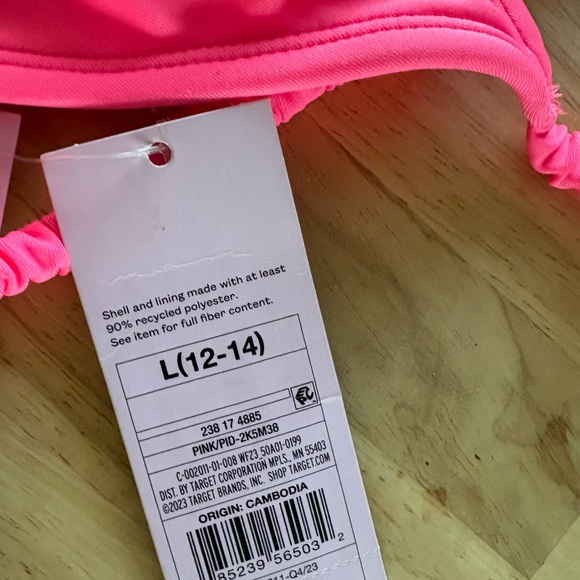 Shell and lining made with at least
90% recycled polyester.
See item for full fiber content.
L(12-14)
238 17 4885
PINK/PID-2K5M38
C-002011-01-008 WF23 50A01-0199
DIST. BY TARGET CORPORATION MPLS., MN 55403
©2023 TARGET BRANDS, INC. SHOP TARGET.COM
ORIGIN: CAMBODIA
85239 56503 2